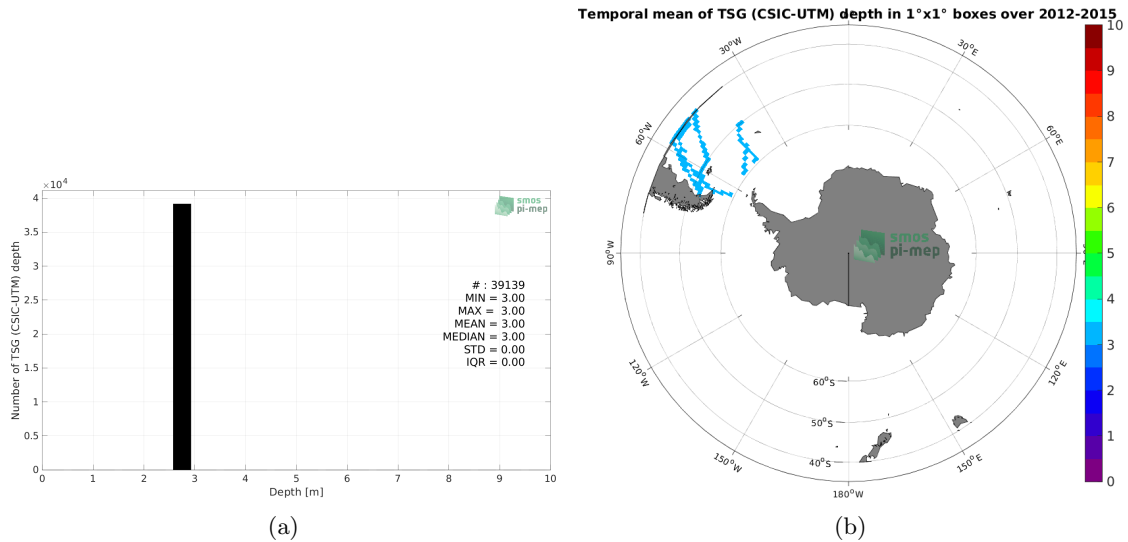 ×10⁴
4
3.5
3
2.5
2
1.5
1
0.5
0
Number of TSG (CSIC-UTM) depth
smos
pi-mep
# : 39139
MIN = 3.00
MAX = 3.00
MEAN = 3.00
MEDIAN = 3.00
STD = 0.00
IQR = 0.00
0 1 2 3 4 5 6 7 8 9 10
Depth [m]
(a)
Temporal mean of TSG (CSIC-UTM) depth in 1°x1° boxes over 2012-2015
30°W
30°E
60°W
60°E
90°W
120°W
120°E
150°W
150°E
180°W
60°S
50°S
40°S
smos
pi-mep
10
9
8
7
6
5
4
3
2
1
0
(b)